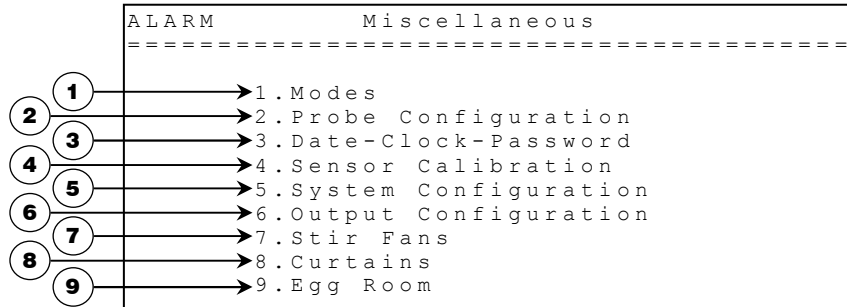 ALARM Miscellaneous
========================================
1 1.Modes
2 2.Probe Configuration
3 3.Date-Clock-Password
4 4.Sensor Calibration
5 5.System Configuration
6 6.Output Configuration
7 7.Stir Fans
8 8.Curtains
9 9.Egg Room